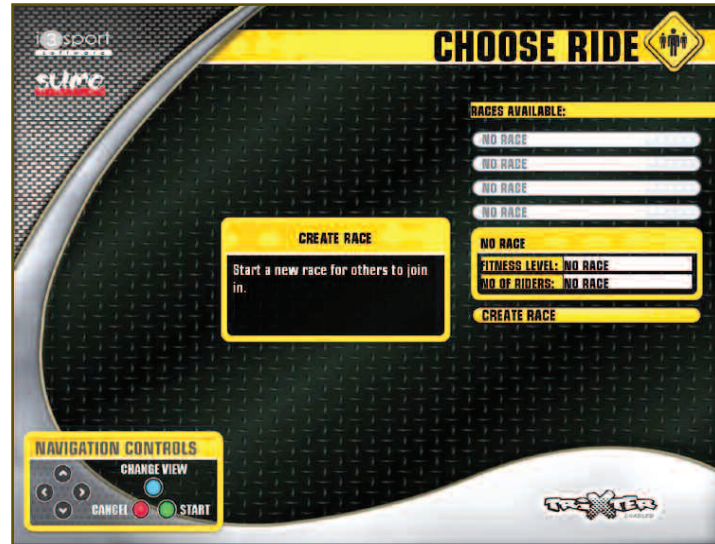 i3sport
software
sumo
CHOOSE RIDE
RACES AVAILABLE:
NO RACE
NO RACE
NO RACE
NO RACE
NO RACE
FITNESS LEVEL: NO RACE
NO OF RIDERS: NO RACE
CREATE RACE
CREATE RACE
Start a new race for others to join
in.
NAVIGATION CONTROLS
CHANGE VIEW
CANCEL
START
TRIXTER